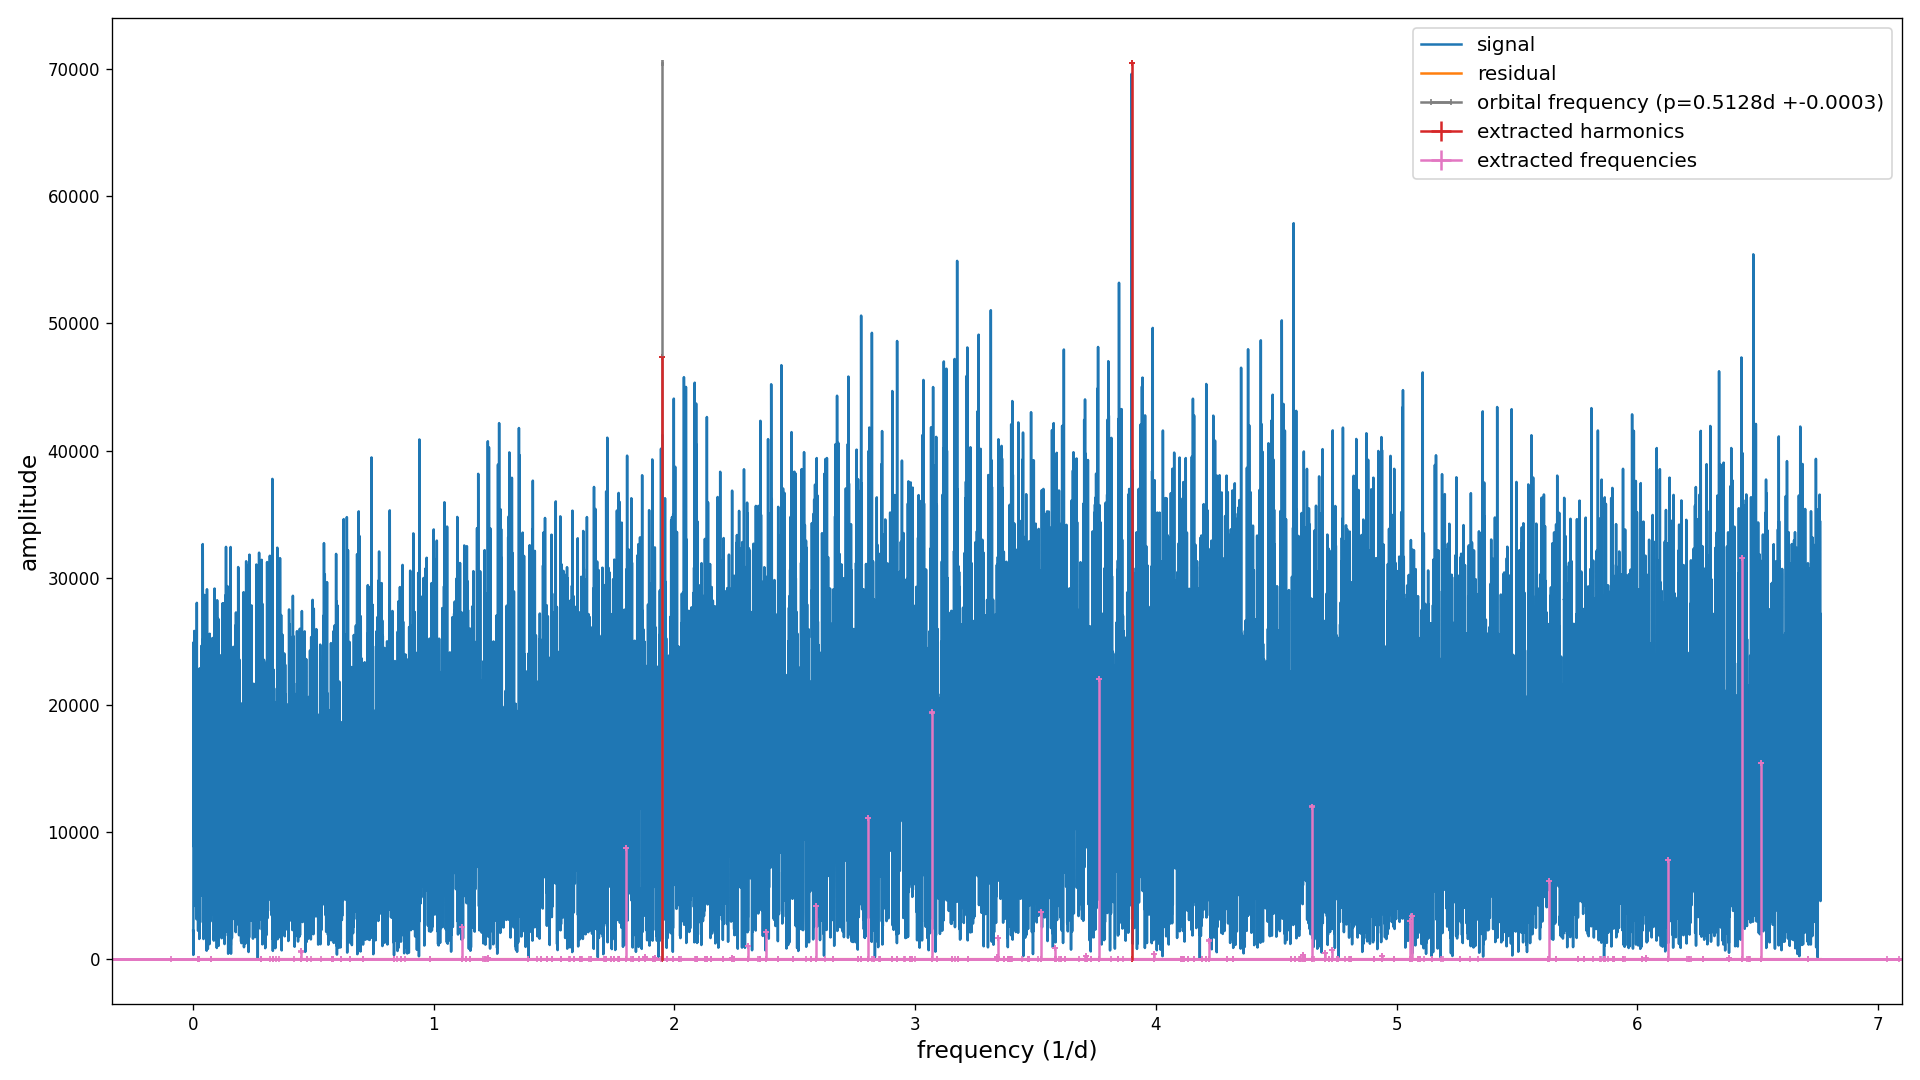 signal
residual
orbital frequency (p=0.5128d +-0.0003)
extracted harmonics
extracted frequencies
70000
60000
50000
40000
30000
20000
10000
0
amplitude
0 1 2 3 4 5 6 7
frequency (1/d)